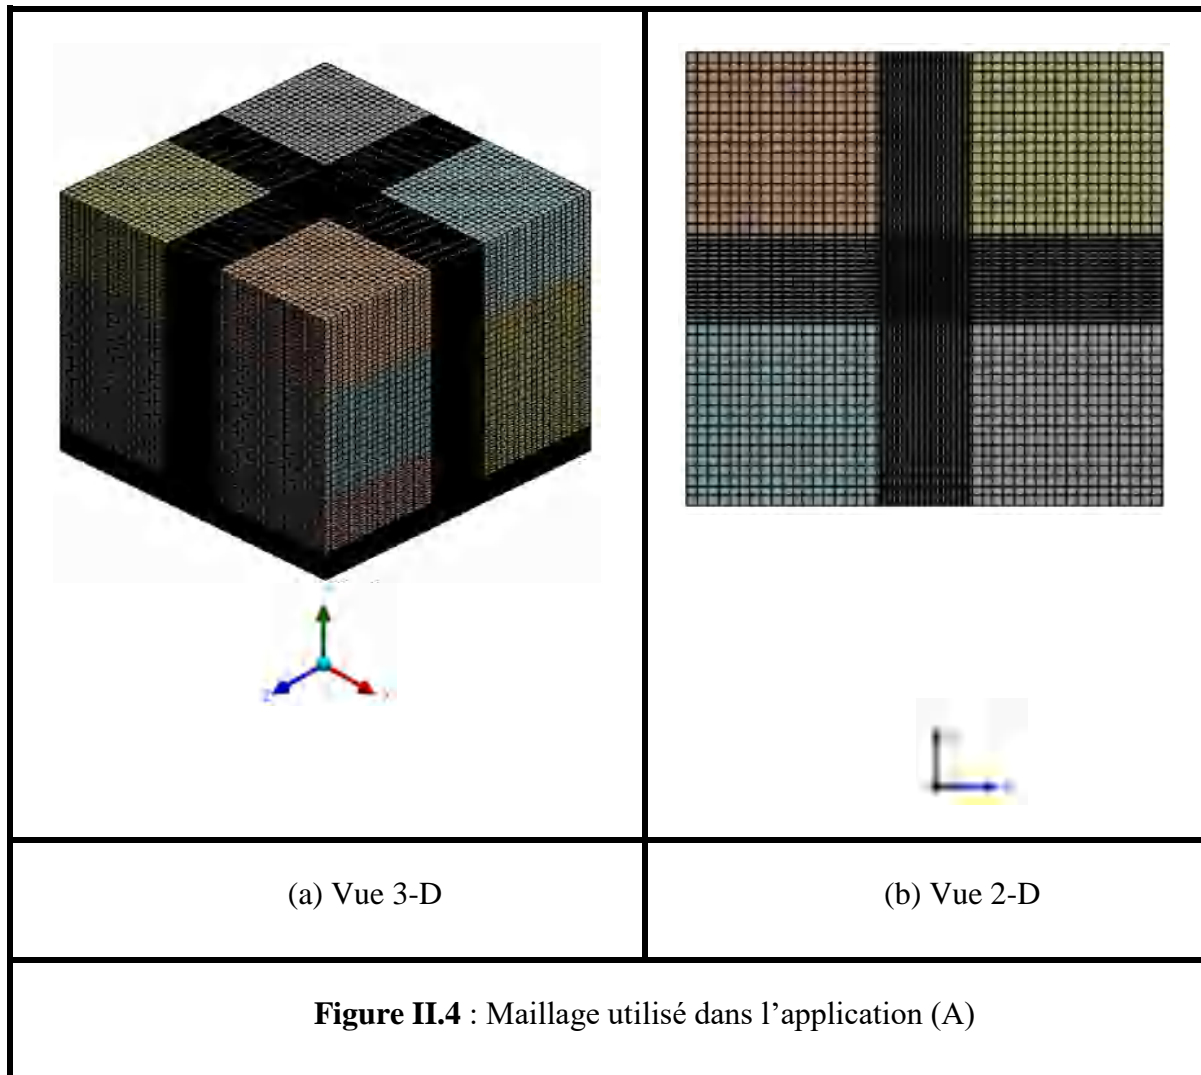 (a) Vue 3-D
(b) Vue 2-D
Figure II.4 : Maillage utilisé dans l’application (A)